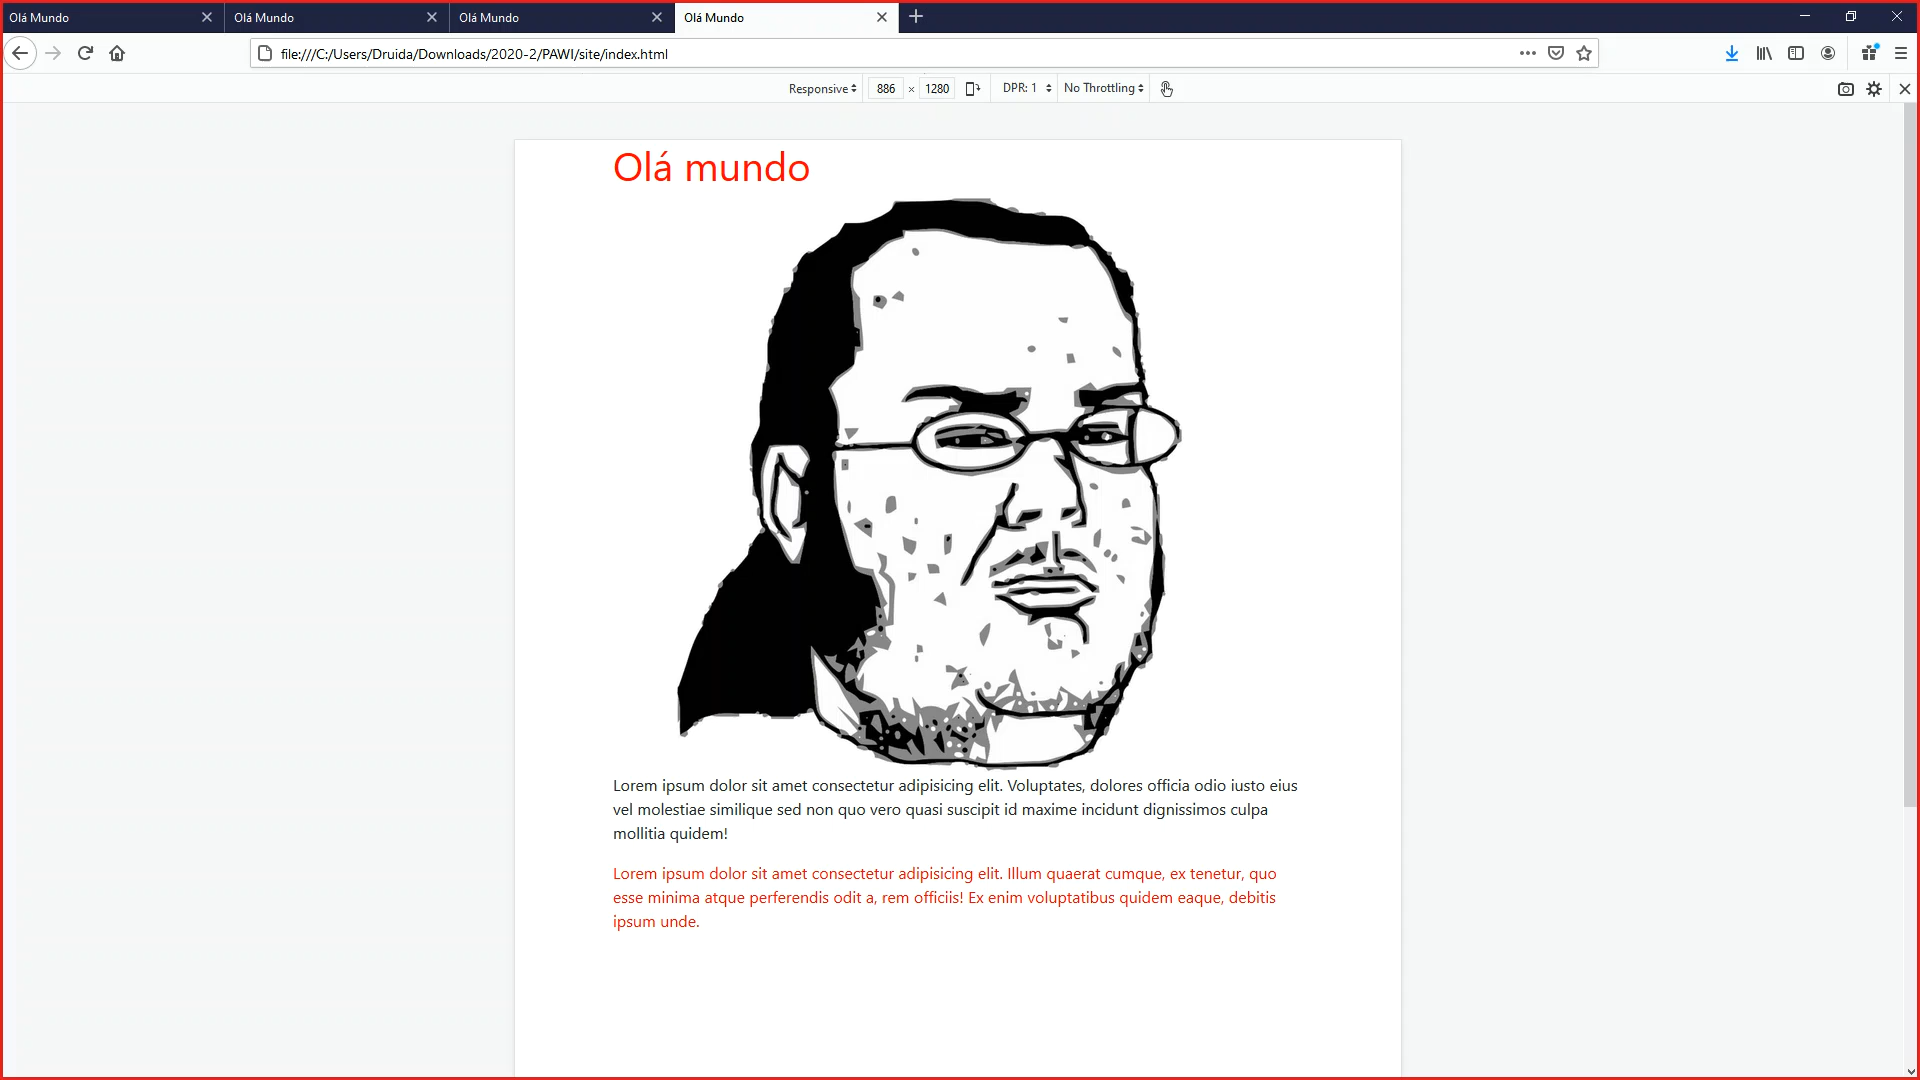 Olá Mundo
Olá Mundo
Olá Mundo
Olá Mundo
file:///C:/Users/Druida/Downloads/2020-2/PAWI/site/index.html
Responsive 886 × 1280 DPR: 1 No Throttling
Olá mundo
Lorem ipsum dolor sit amet consectetur adipisicing elit. Voluptates, dolores officia odio iusto eius
vel molestiae similique sed non quo vero quasi suscipit id maxime incidunt dignissimos culpa
mollitia quidem!
Lorem ipsum dolor sit amet consectetur adipisicing elit. Illum quaerat cumque, ex tenetur, quo
esse minima atque perferendis odit a, rem officiis! Ex enim voluptatibus quidem eaque, debitis
ipsum unde.